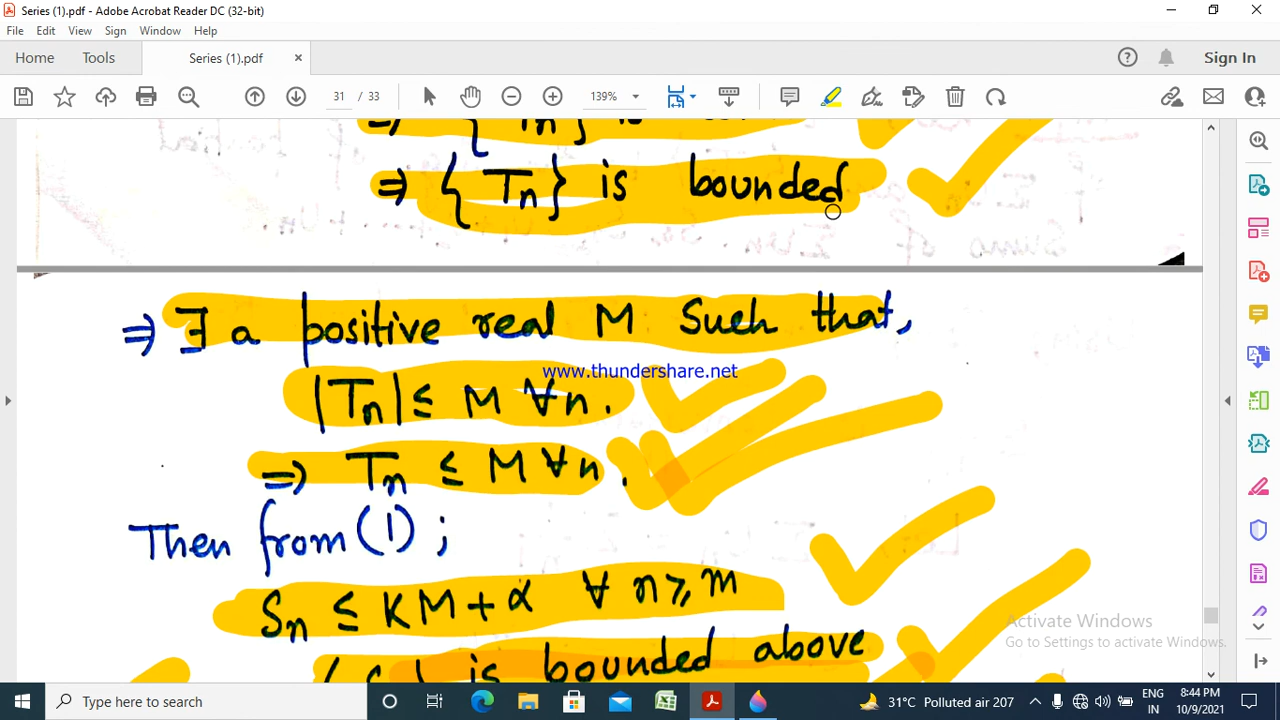 Series (1).pdf - Adobe Acrobat Reader DC (32-bit)
File Edit View Sign Window Help
Home Tools Series (1).pdf × Sign In
31 / 33 139%
⇒ {Tn} is
⇒ {Tn} is bounded
⇒ ∃ a positive real M Such that,
www.thundershare.net
|Tn| ≤ M ∀n.
⇒ Tn ≤ M ∀n.
Then from (1) ;
Sn ≤ KM + α ∀ n ≥ m
is bounded above
Activate Windows
Go to Settings to activate Windows.
Type here to search
31°C Polluted air 207
ENG
IN
8:44 PM
10/9/2021